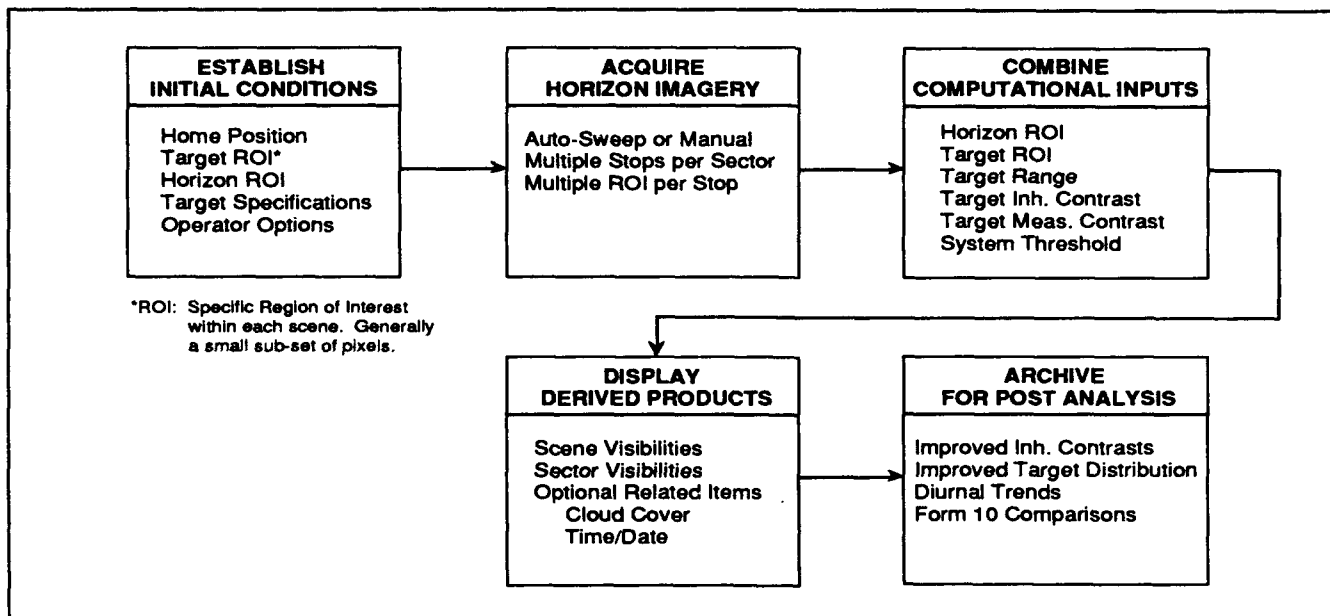 ESTABLISH
INITIAL CONDITIONS
Home Position
Target ROI*
Horizon ROI
Target Specifications
Operator Options
*ROI: Specific Region of Interest
within each scene. Generally
a small sub-set of pixels.
ACQUIRE
HORIZON IMAGERY
Auto-Sweep or Manual
Multiple Stops per Sector
Multiple ROI per Stop
COMBINE
COMPUTATIONAL INPUTS
Horizon ROI
Target ROI
Target Range
Target Inh. Contrast
Target Meas. Contrast
System Threshold
DISPLAY
DERIVED PRODUCTS
Scene Visibilities
Sector Visibilities
Optional Related Items
Cloud Cover
Time/Date
ARCHIVE
FOR POST ANALYSIS
Improved Inh. Contrasts
Improved Target Distribution
Diurnal Trends
Form 10 Comparisons